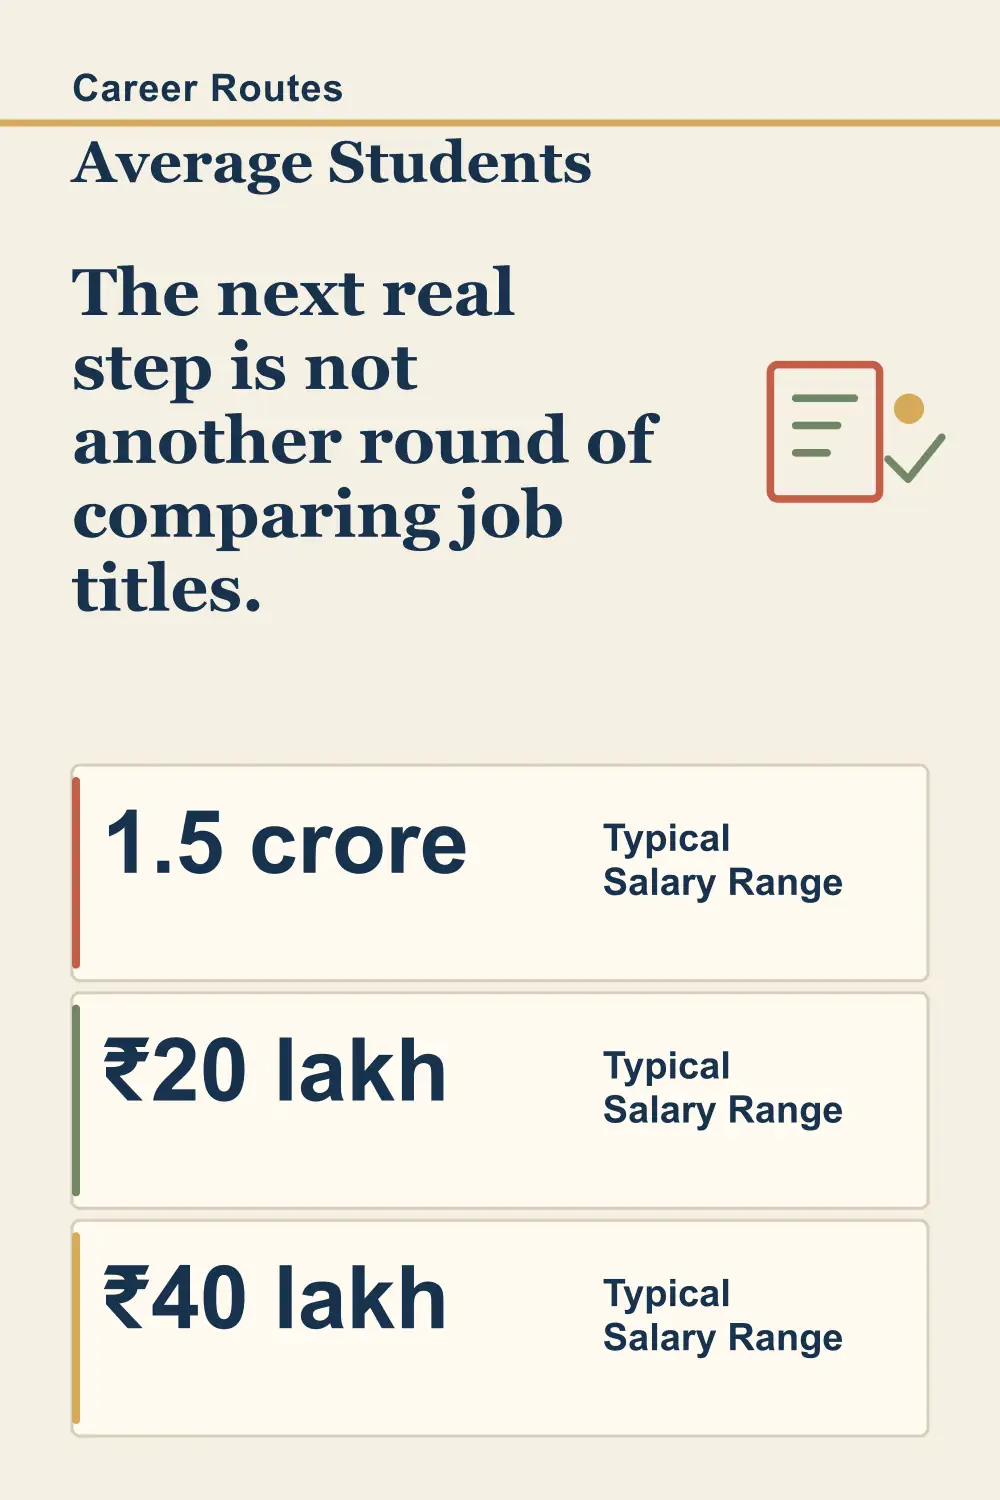 Career Routes
Average Students
The next real
step is not
another round of
comparing job
titles.
1.5 crore
Typical
Salary Range
₹20 lakh
Typical
Salary Range
₹40 lakh
Typical
Salary Range